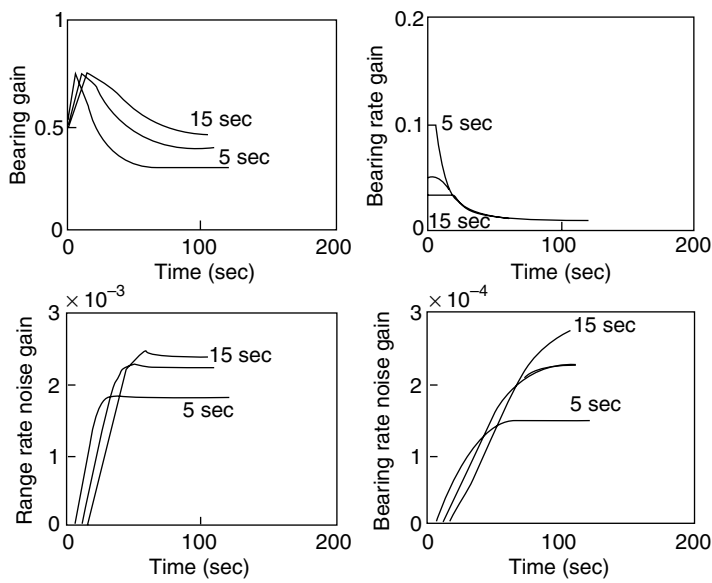 Bearing gain
1
0.5
0
15 sec
5 sec
0
100
200
Time (sec)
Bearing rate gain
0.2
0.1
0
5 sec
15 sec
0
100
200
Time (sec)
Range rate noise gain
3 × 10⁻³
2
1
0
15 sec
5 sec
0
100
200
Time (sec)
Bearing rate noise gain
3 × 10⁻⁴
2
1
0
15 sec
5 sec
0
100
200
Time (sec)